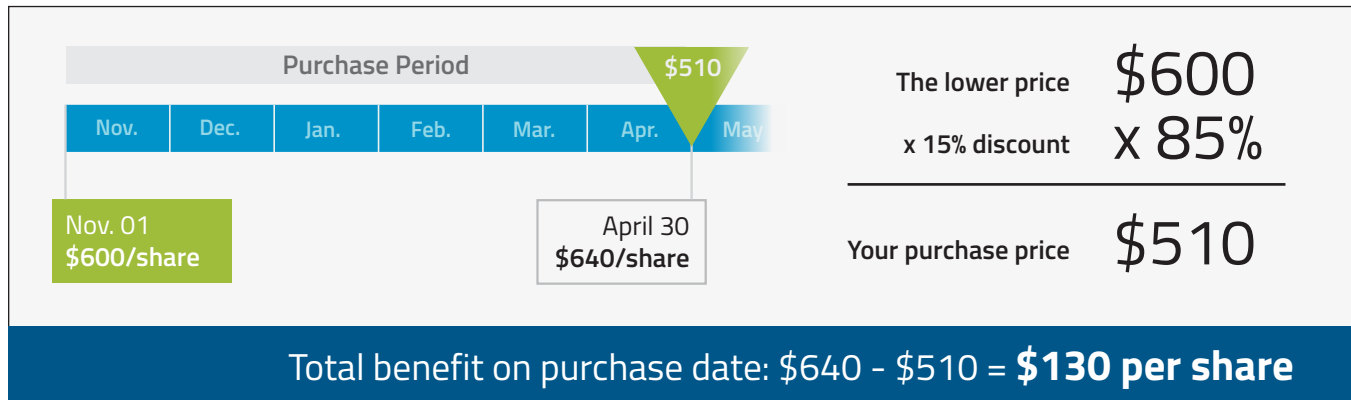 Purchase Period
$510
Nov. Dec. Jan. Feb. Mar. Apr. May
Nov. 01
$600/share
April 30
$640/share
The lower price $600
x 15% discount x 85%
Your purchase price $510
Total benefit on purchase date: $640 - $510 = $130 per share